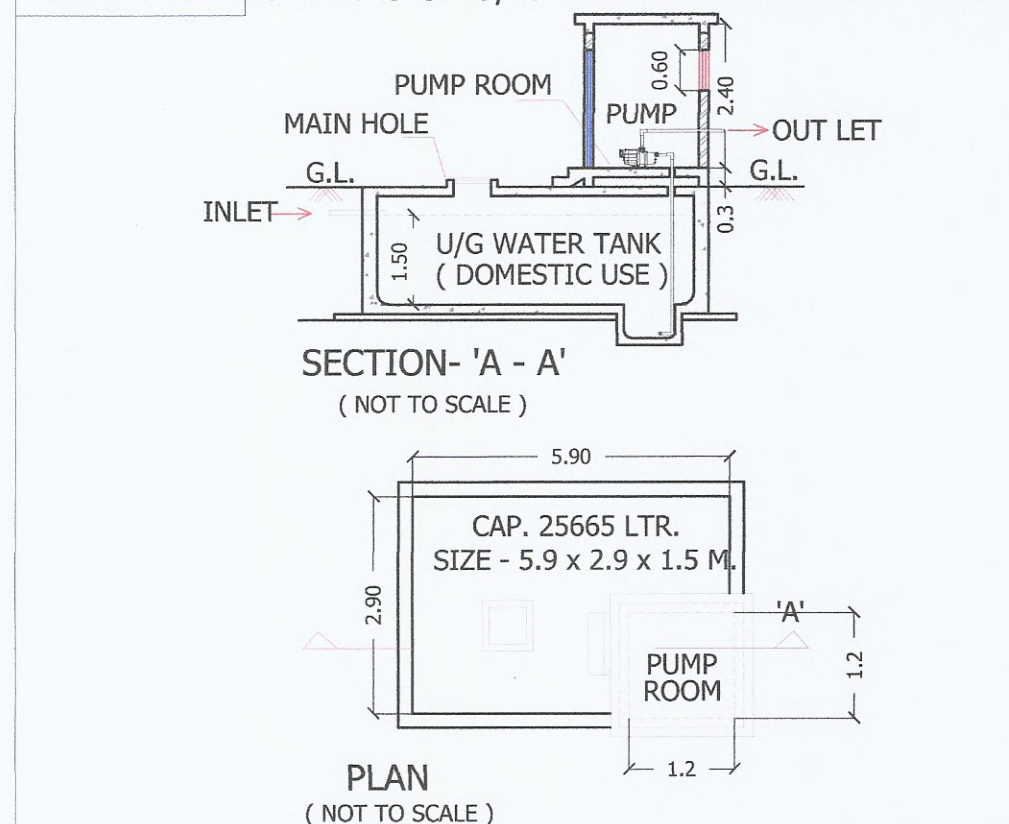 0.60
2.40
PUMP ROOM
PUMP
MAIN HOLE
OUT LET
G.L.
G.L.
INLET
0.3
1.50
U/G WATER TANK
( DOMESTIC USE )
SECTION- 'A - A'
( NOT TO SCALE )
5.90
CAP. 25665 LTR.
SIZE - 5.9 x 2.9 x 1.5 M.
2.90
'A'
PUMP
ROOM
1.2
1.2
PLAN
( NOT TO SCALE )